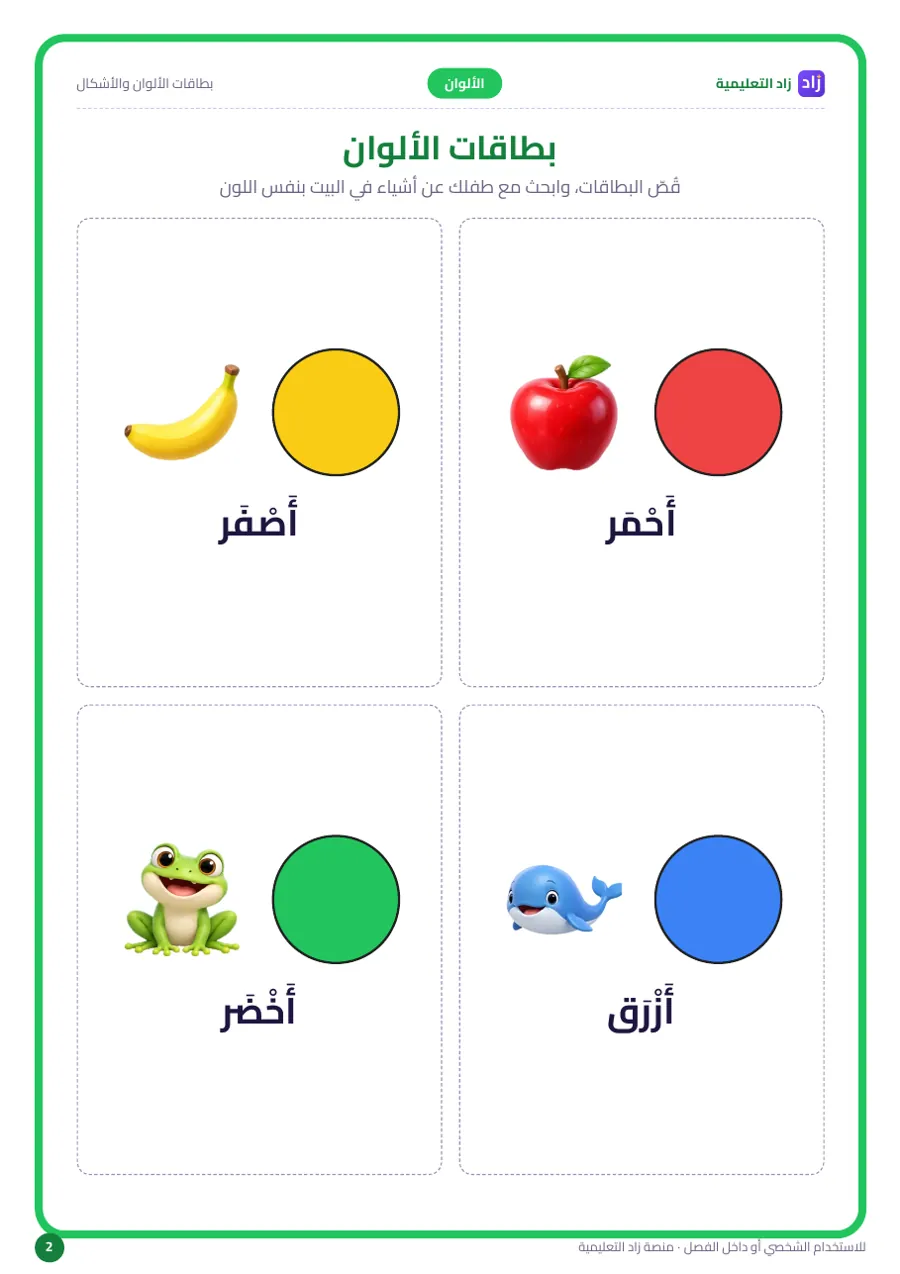 زاد زاد التعليمية
الألوان
بطاقات الألوان والأشكال
بطاقات الألوان
قُصّ البطاقات، وابحث مع طفلك عن أشياء في البيت بنفس اللون
أَحْمَر
أَصْفَر
أَزْرَق
أَخْضَر
للاستخدام الشخصي أو داخل الفصل · منصة زاد التعليمية
2